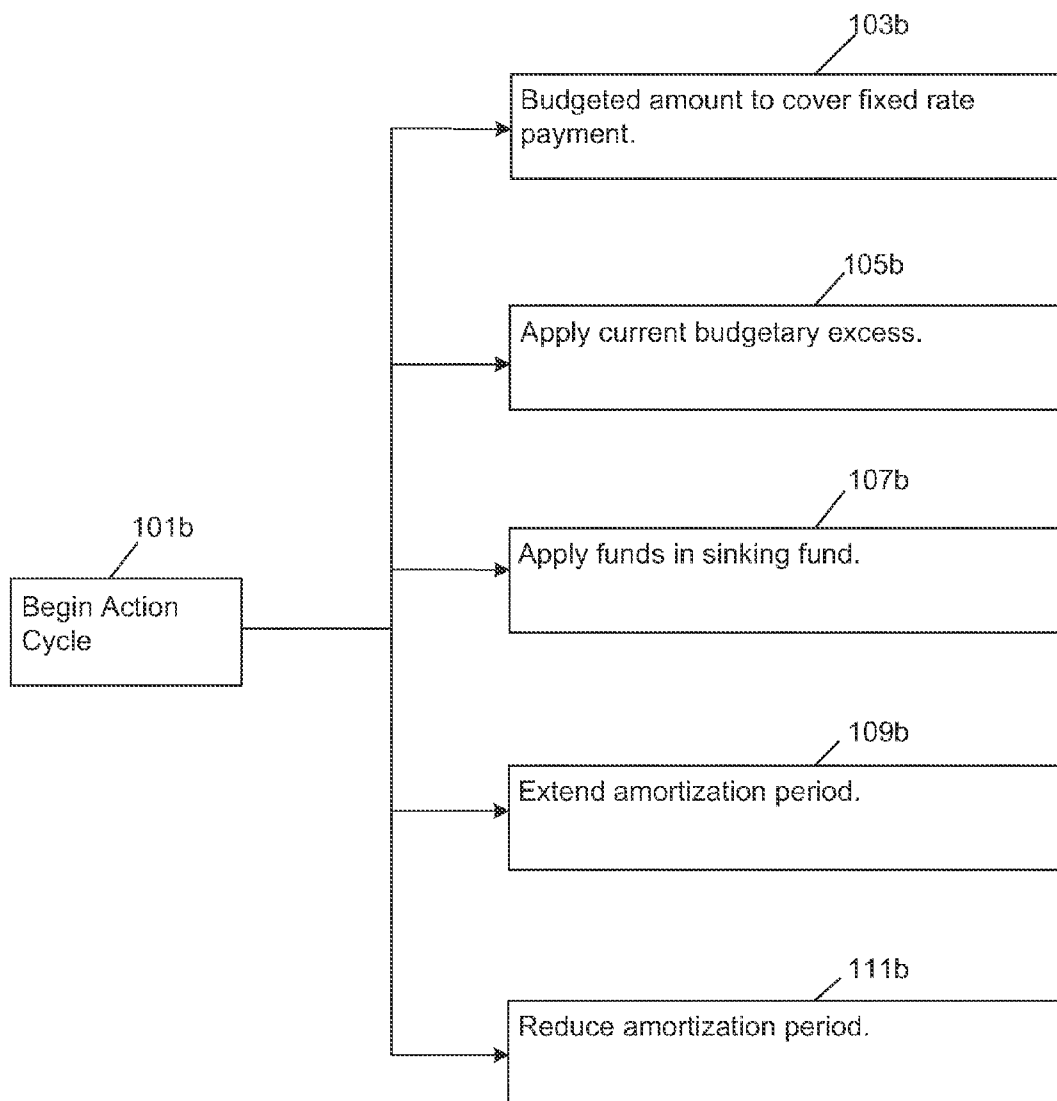 103b
Budgeted amount to cover fixed rate
payment.
105b
Apply current budgetary excess.
107b
Apply funds in sinking fund.
101b
Begin Action
Cycle
109b
Extend amortization period.
111b
Reduce amortization period.